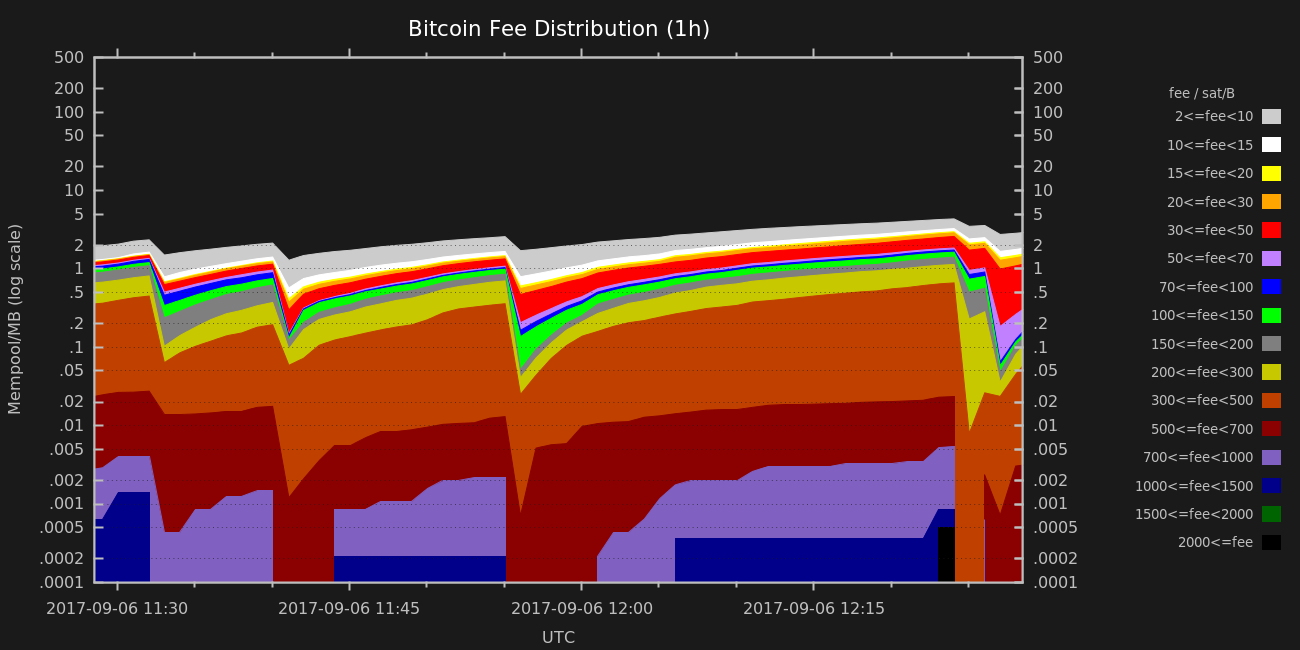 Bitcoin Fee Distribution (1h)
500 500
200 200
100 100
50 50
20 20
10 10
5 5
2 2
1 1
.5 .5
.2 .2
.1 .1
.05 .05
.02 .02
.01 .01
.005 .005
.002 .002
.001 .001
.0005 .0005
.0002 .0002
.0001 .0001
Mempool/MB (log scale)
2017-09-06 11:30 2017-09-06 11:45 2017-09-06 12:00 2017-09-06 12:15
UTC
fee / sat/B
2<=fee<10
10<=fee<15
15<=fee<20
20<=fee<30
30<=fee<50
50<=fee<70
70<=fee<100
100<=fee<150
150<=fee<200
200<=fee<300
300<=fee<500
500<=fee<700
700<=fee<1000
1000<=fee<1500
1500<=fee<2000
2000<=fee